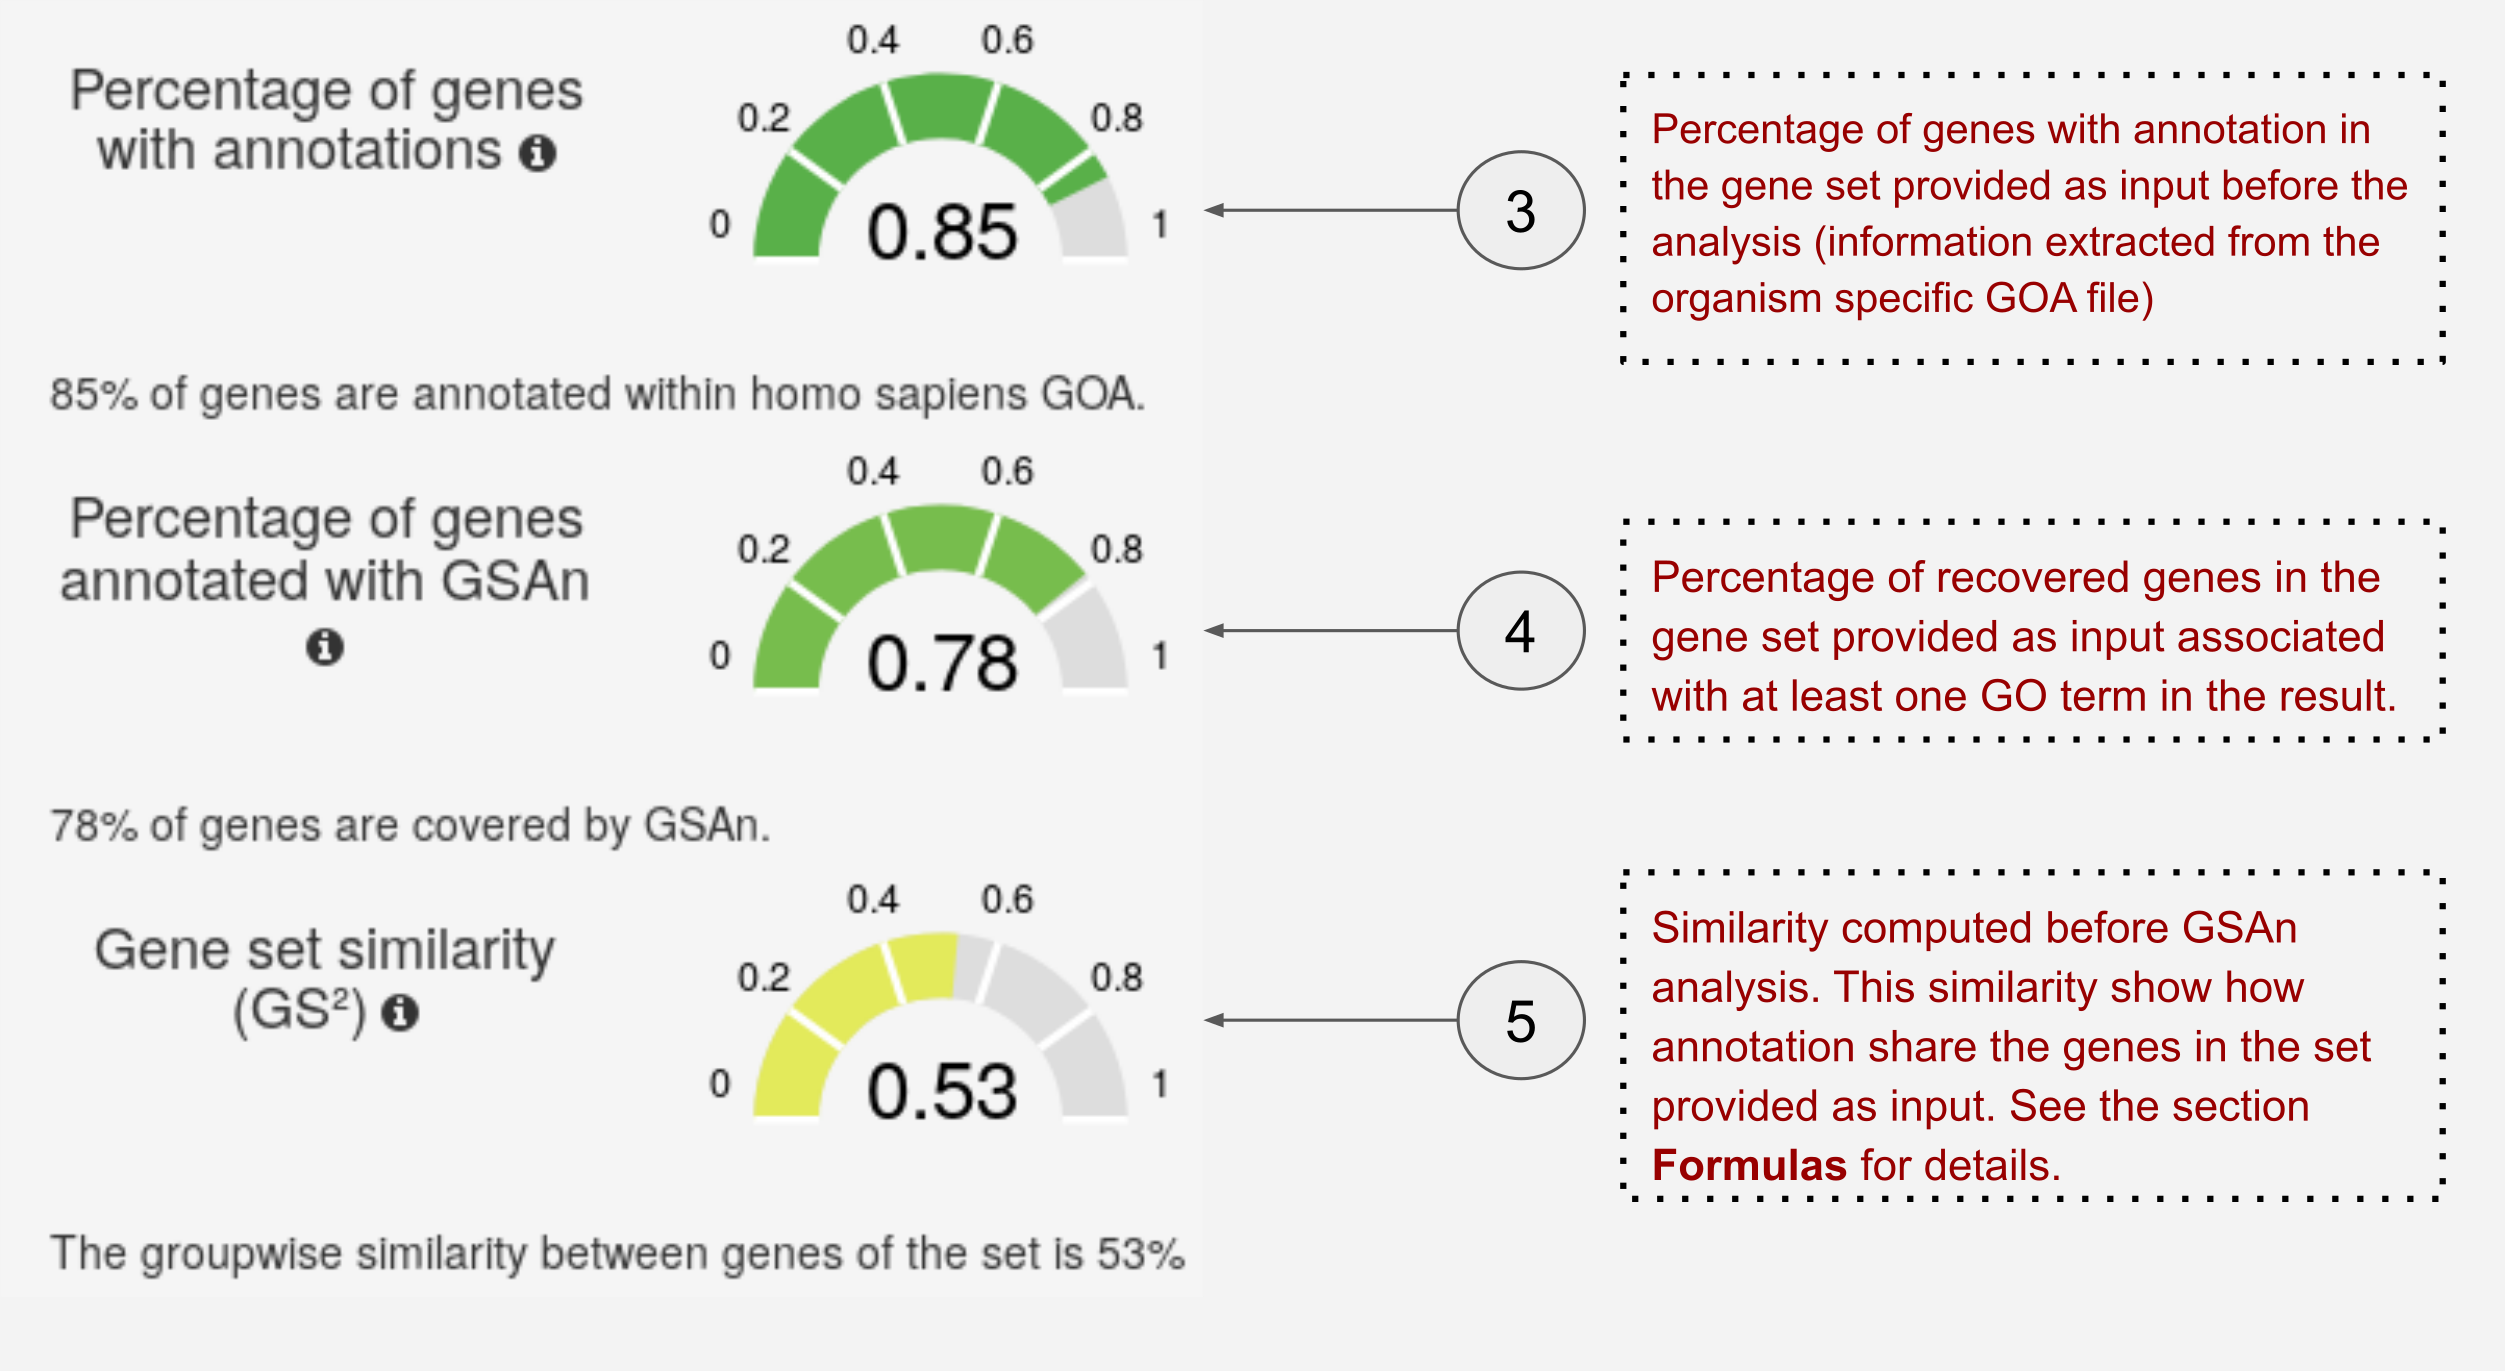 0.4 0.6
Percentage of genes
with annotations
0.2 0.8
0 0.85 1
3
Percentage of genes with annotation in
the gene set provided as input before the
analysis (information extracted from the
organism specific GOA file)
85% of genes are annotated within homo sapiens GOA.
0.4 0.6
Percentage of genes
annotated with GSAn
0.2 0.8
0 0.78 1
4
Percentage of recovered genes in the
gene set provided as input associated
with at least one GO term in the result.
78% of genes are covered by GSAn.
0.4 0.6
Gene set similarity
(GS²)
0.2 0.8
0 0.53 1
5
Similarity computed before GSAn
analysis. This similarity show how
annotation share the genes in the set
provided as input. See the section
Formulas for details.
The groupwise similarity between genes of the set is 53%